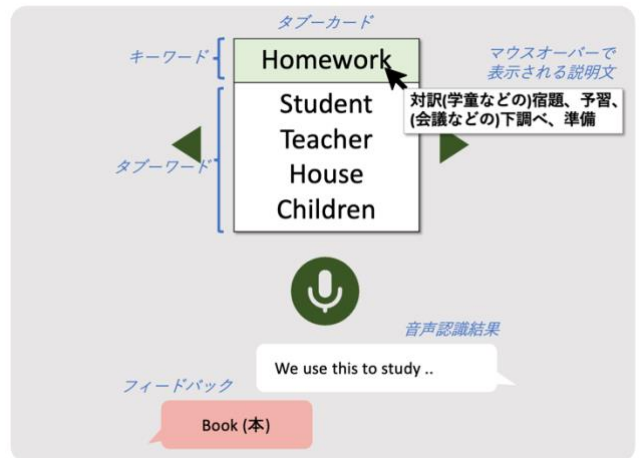 タブーカード
キーワード
Homework
マウスオーバーで
表示される説明文
対訳(学童などの)宿題、予習、
(会議などの)下調べ、準備
タブーワード
Student
Teacher
House
Children
音声認識結果
We use this to study ..
フィードバック
Book (本)